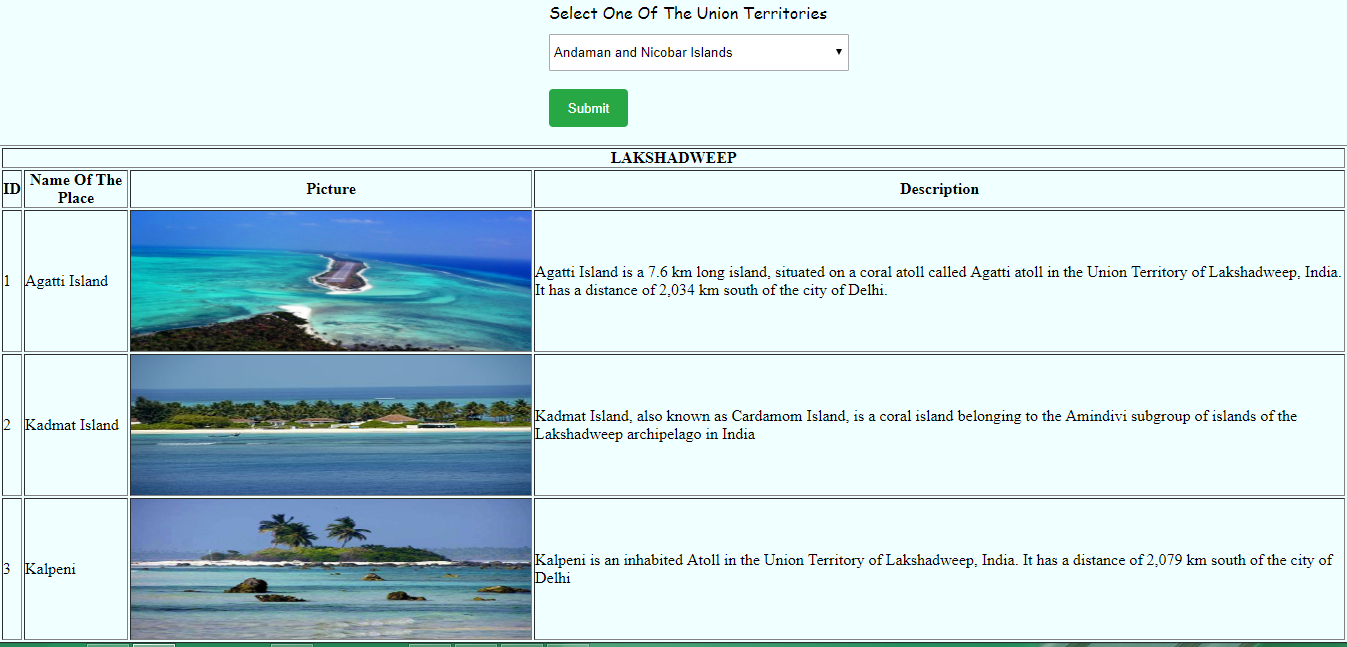 Select One Of The Union Territories
Andaman and Nicobar Islands
Submit
LAKSHADWEEP
ID
Name Of The
Place
Picture
Description
1
Agatti Island
Agatti Island is a 7.6 km long island, situated on a coral atoll called Agatti atoll in the Union Territory of Lakshadweep, India.
It has a distance of 2,034 km south of the city of Delhi.
2
Kadmat Island
Kadmat Island, also known as Cardamom Island, is a coral island belonging to the Amindivi subgroup of islands of the
Lakshadweep archipelago in India
3
Kalpeni
Kalpeni is an inhabited Atoll in the Union Territory of Lakshadweep, India. It has a distance of 2,079 km south of the city of
Delhi